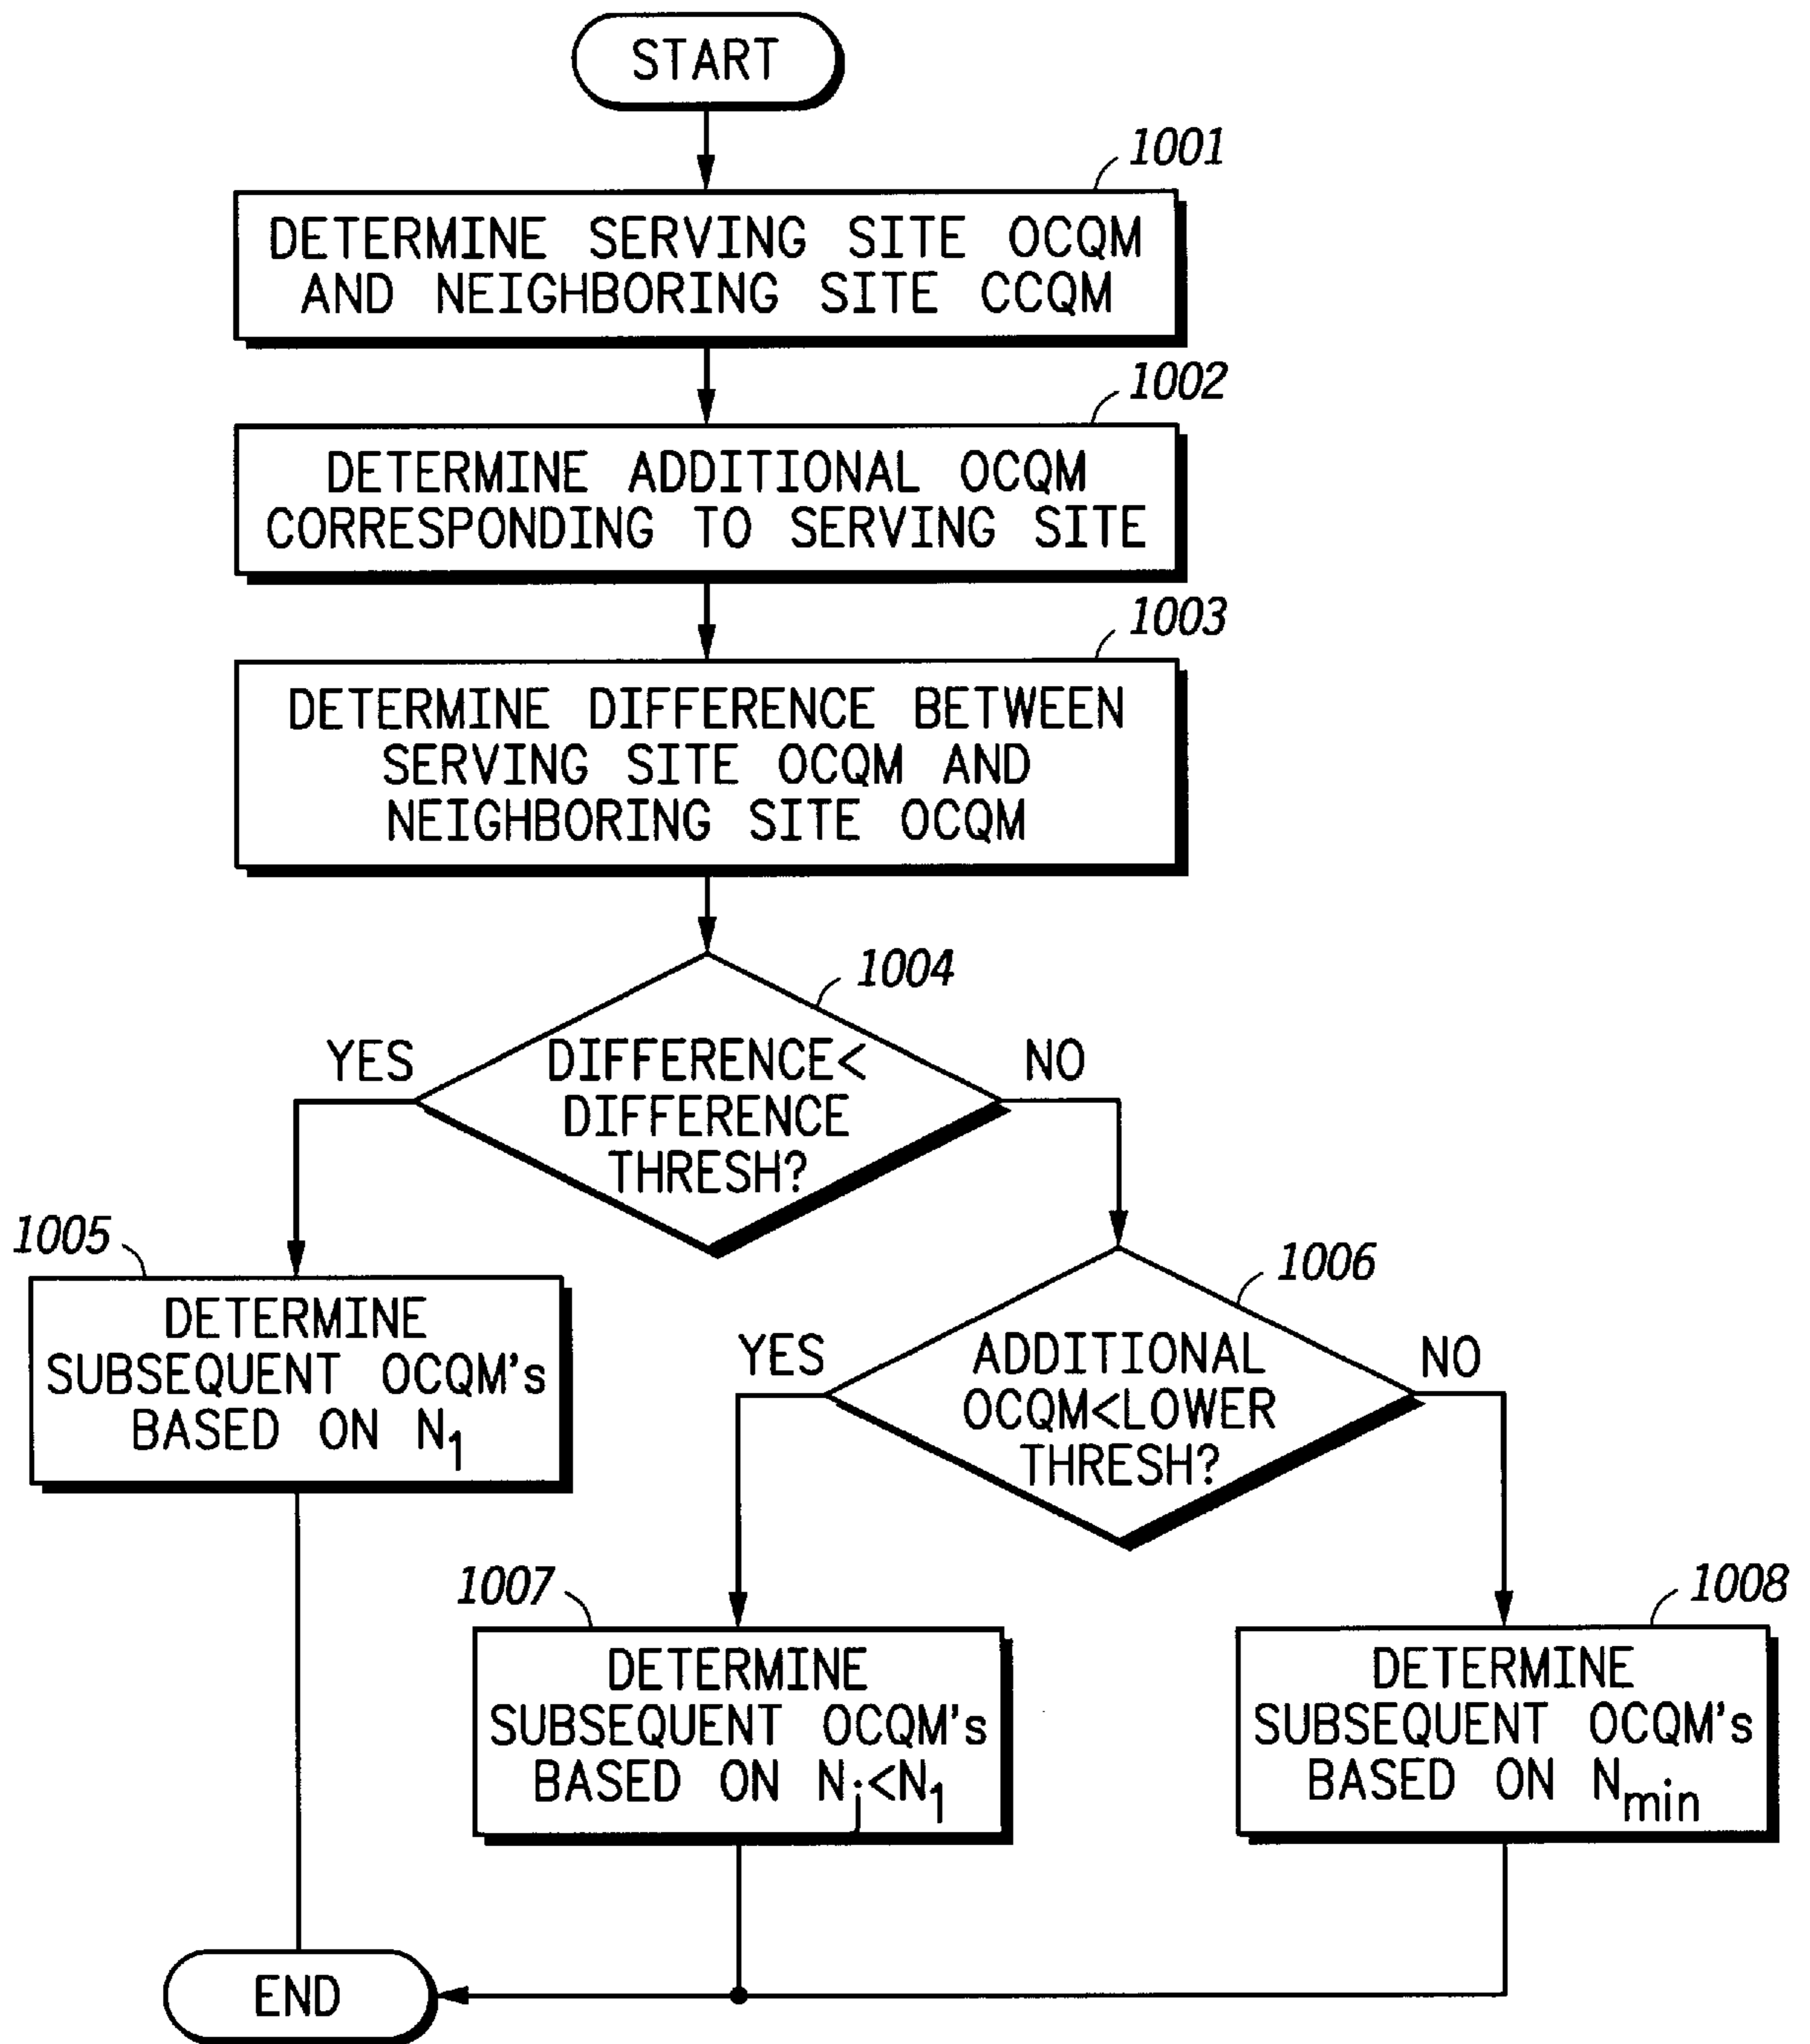 START
1001
DETERMINE SERVING SITE OCQM
AND NEIGHBORING SITE CCQM
1002
DETERMINE ADDITIONAL OCQM
CORRESPONDING TO SERVING SITE
1003
DETERMINE DIFFERENCE BETWEEN
SERVING SITE OCQM AND
NEIGHBORING SITE OCQM
1004
YES
DIFFERENCE<
DIFFERENCE
THRESH?
NO
1005
DETERMINE
SUBSEQUENT OCQM's
BASED ON N1
1006
YES
ADDITIONAL
OCQM<LOWER
THRESH?
NO
1007
DETERMINE
SUBSEQUENT OCQM's
BASED ON Nj<N1
1008
DETERMINE
SUBSEQUENT OCQM's
BASED ON Nmin
END